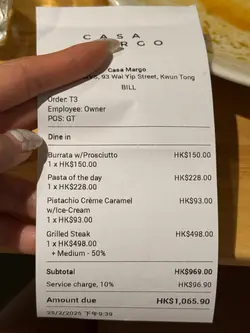 CASA
ARGO
Casa Margo
93 Wai Yip Street, Kwun Tong
BILL
Order: T3
Employee: Owner
POS: GT
Dine in
Burrata w/Prosciutto HK$150.00
1 x HK$150.00
Pasta of the day HK$228.00
1 x HK$228.00
Pistachio Crème Caramel HK$93.00
w/Ice-Cream
1 x HK$93.00
Grilled Steak HK$498.00
1 x HK$498.00
+ Medium - 50%
Subtotal HK$969.00
Service charge, 10% HK$96.90
Amount due HK$1,065.90
下午